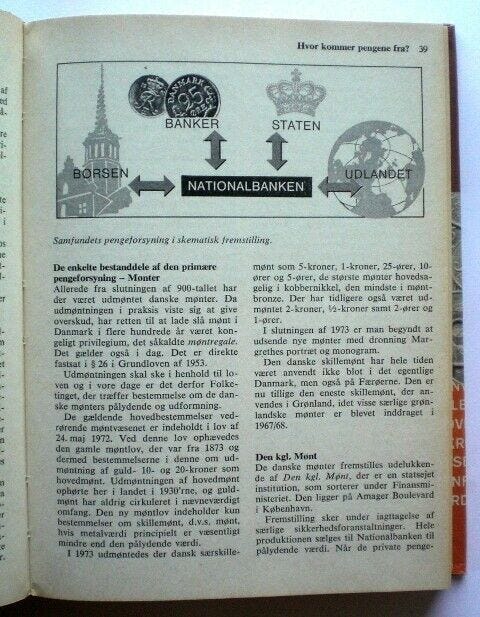 Hvor kommer pengene fra? 39
DANMARK
25
BANKER
STATEN
BØRSEN
NATIONALBANKEN
UDLANDET
Samfundets pengeforsyning i skematisk fremstilling.
De enkelte bestanddele af den primære
pengeforsyning – Mønter
Allerede fra slutningen af 900-tallet har
der været udmøntet danske mønter. Da
udmøntningen i praksis viste sig at give
overskud, har retten til at lade slå mønt i
Danmark i flere hundrede år været kon-
geligt privilegium, det såkaldte møntregale.
Det gælder også i dag. Det er direkte
fastsat i § 26 i Grundloven af 1953.
Udmøntningen skal ske i henhold til
lov og i vore dage er det derfor Folke-
tinget, der træffer bestemmelse om de dan-
ske mønters pålydende og udformning.
De gældende hovedbestemmelser ved-
rørende møntvæsenet er indeholdt i lov af
24. maj 1972. Ved denne lov ophævedes
den gamle møntlov, der var fra 1873 og
dermed bestemmelserne i denne om ud-
møntning af guld- 10- og 20-kroner som
hovedmønt. Udmøntningen af hovedmønt
ophørte her i landet i 1930'rne, og guld-
mønt har aldrig cirkuleret i nævneværdigt
omfang. Den ny møntlov indeholder kun
bestemmelser om skillemønt, d.v.s. mønt,
hvis metalværdi principielt er væsentligt
mindre end den pålydende værdi.
I 1973 udmøntedes der dansk særskille-
mønt som 5-kroner, 1-kroner, 25-ører, 10-
ører og 5-ører, de største mønter hovedsa-
gelig i kobbernikkel, den mindste i mønt-
bronze. Der har tidligere også været ud-
møntet 2-kroner, ½-kroner samt 2-ører og
1-ører.
I slutningen af 1973 er man begyndt at
udsende nye mønter med dronning Mar-
grethes portræt og monogram.
Den danske skillemønt har hele tiden
været anvendt ikke blot i det egentlige
Danmark, men også på Færøerne. Den er
nu tillige den eneste skillemønt, der an-
vendes i Grønland, idet visse særlige grøn-
landske mønter er blevet inddraget i
1967/68.
Den kgl. Mønt
De danske mønter fremstilles udelukken-
de af Den kgl. Mønt, der er en statsejet
institution, som sorterer under Finansmi-
nisteriet. Den ligger på Amager Boulevard
i København.
Fremstilling sker under iagttagelse af
særlige sikkerhedsforanstaltninger. Hele
produktionen sælges til Nationalbanken til
pålydende værdi. Når de private penge-